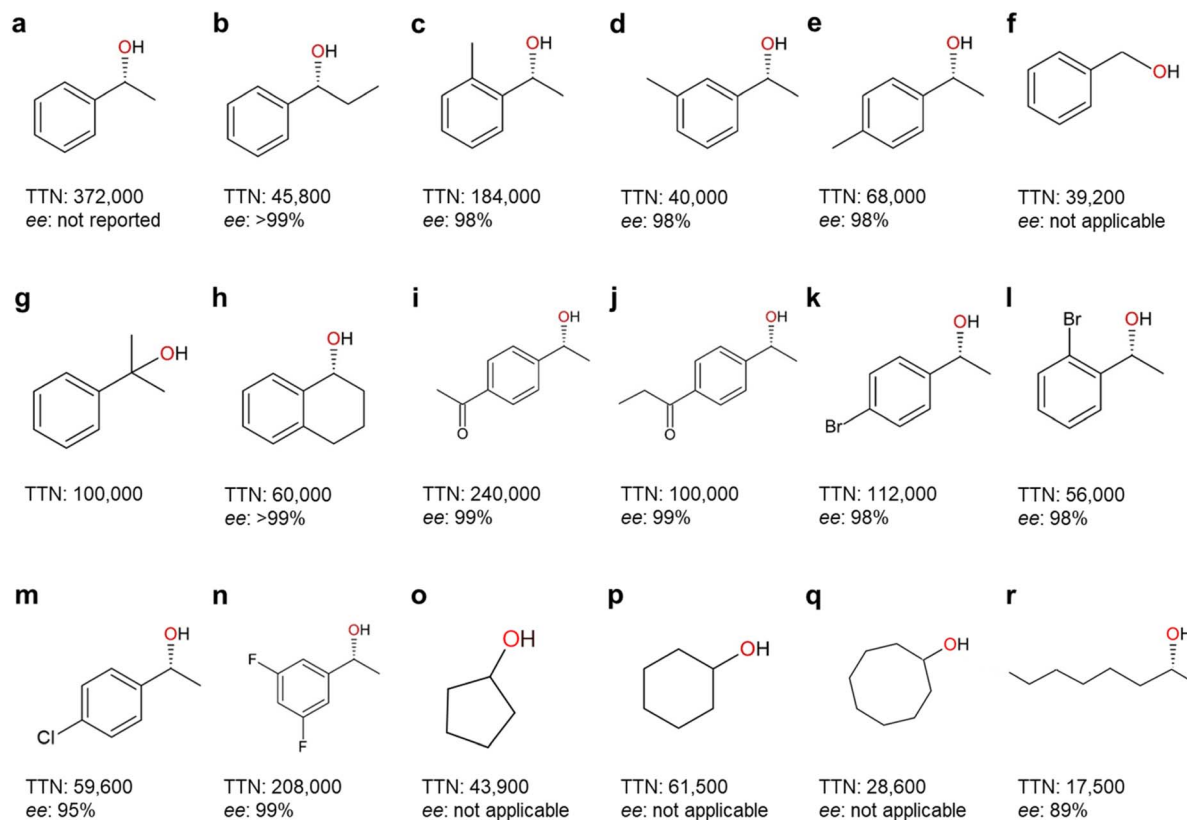 a
b
c
d
e
f
OH
OH
OH
OH
OH
OH
TTN: 372,000
ee: not reported
TTN: 45,800
ee: >99%
TTN: 184,000
ee: 98%
TTN: 40,000
ee: 98%
TTN: 68,000
ee: 98%
TTN: 39,200
ee: not applicable
g
h
i
j
k
l
OH
OH
OH
O
OH
O
OH
Br
Br
OH
TTN: 100,000
TTN: 60,000
ee: >99%
TTN: 240,000
ee: 99%
TTN: 100,000
ee: 99%
TTN: 112,000
ee: 98%
TTN: 56,000
ee: 98%
m
n
o
p
q
r
OH
Cl
F
OH
F
OH
OH
OH
OH
TTN: 59,600
ee: 95%
TTN: 208,000
ee: 99%
TTN: 43,900
ee: not applicable
TTN: 61,500
ee: not applicable
TTN: 28,600
ee: not applicable
TTN: 17,500
ee: 89%